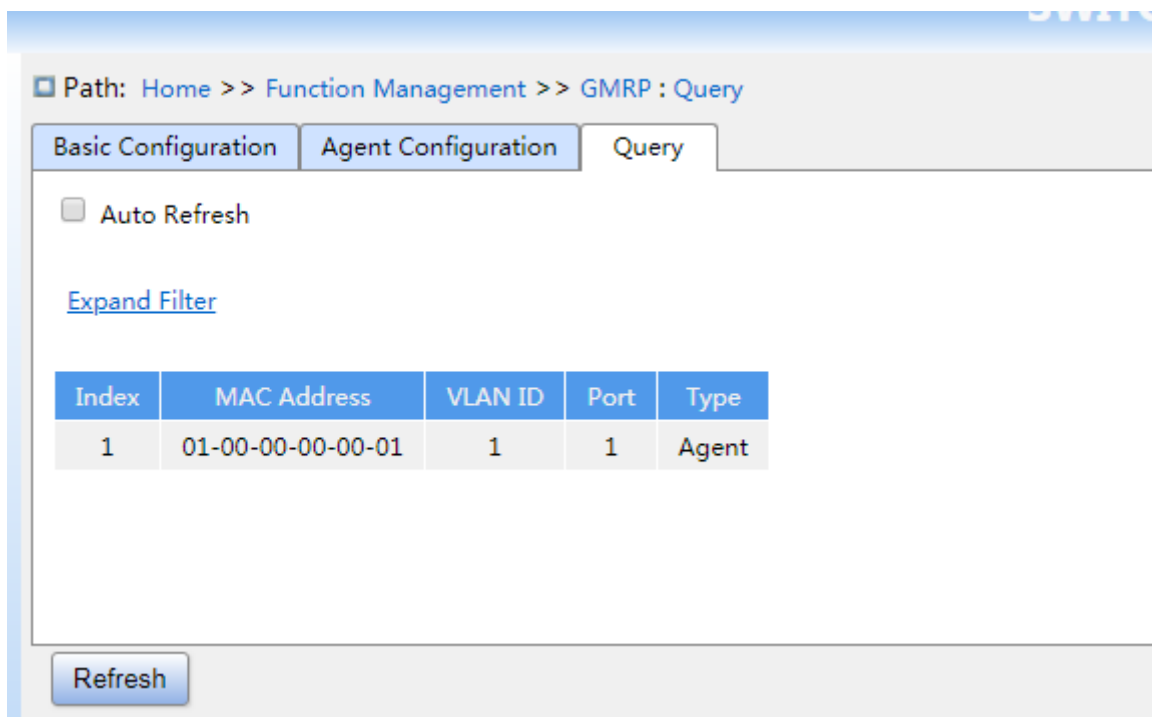 Path: Home >> Function Management >> GMRP : Query
Basic Configuration Agent Configuration Query
Auto Refresh
Expand Filter
Index MAC Address VLAN ID Port Type
1 01-00-00-00-00-01 1 1 Agent
Refresh